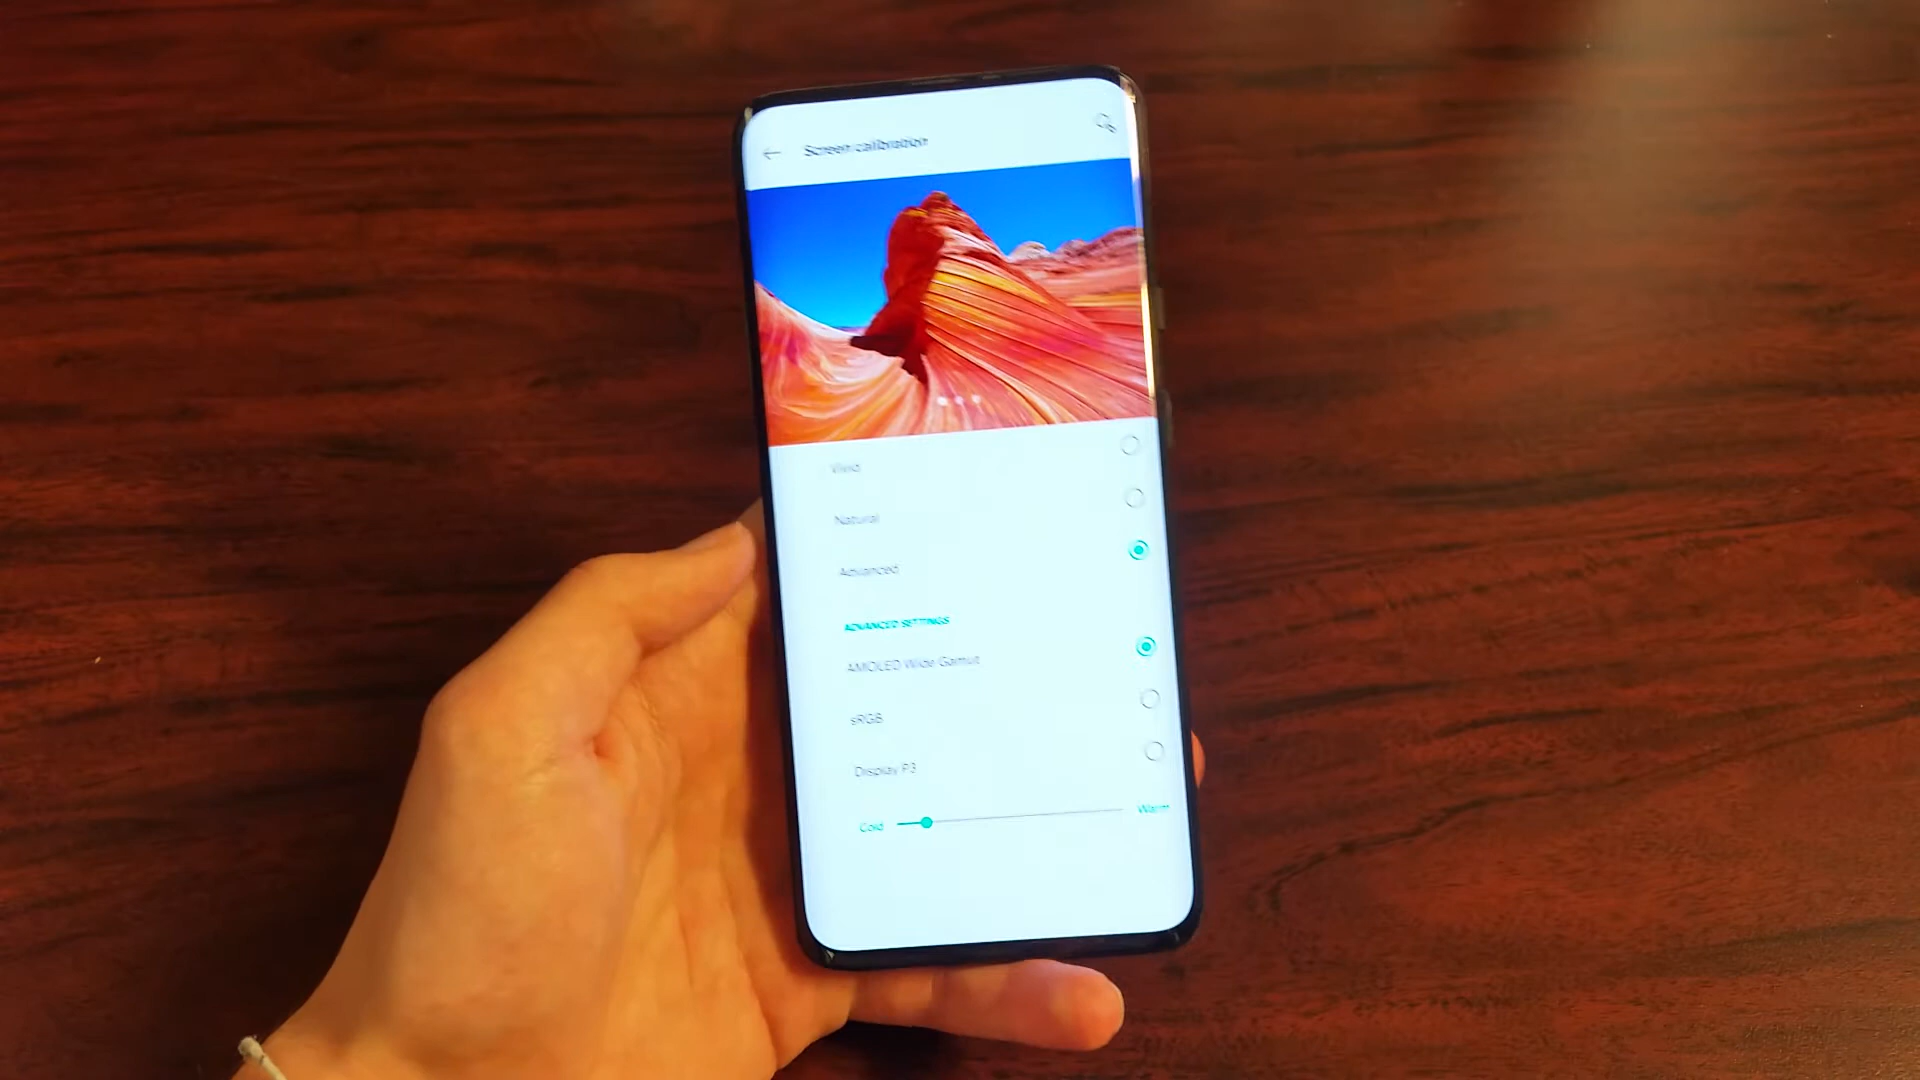 Screen calibration
Vivid
Natural
Advanced
ADVANCED SETTINGS
AMOLED Wide Gamut
sRGB
Display P3
Cold
Warm